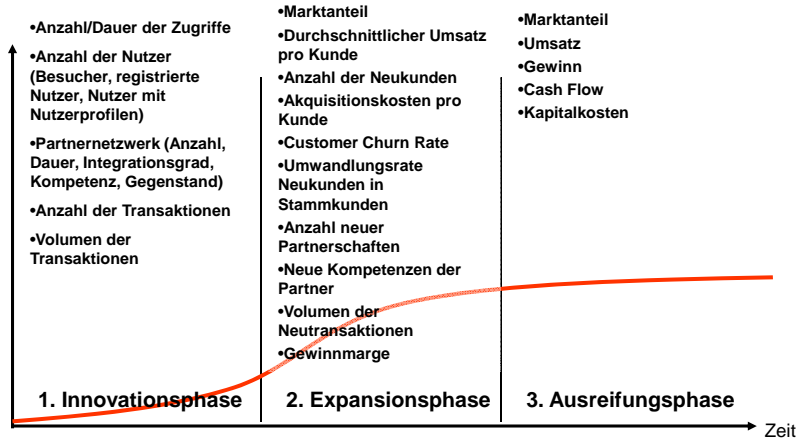 •Anzahl/Dauer der Zugriffe
•Anzahl der Nutzer
(Besucher, registrierte
Nutzer, Nutzer mit
Nutzerprofilen)
•Partnernetzwerk (Anzahl,
Dauer, Integrationsgrad,
Kompetenz, Gegenstand)
•Anzahl der Transaktionen
•Volumen der
Transaktionen
1. Innovationsphase
•Marktanteil
•Durchschnittlicher Umsatz
pro Kunde
•Anzahl der Neukunden
•Akquisitionskosten pro
Kunde
•Customer Churn Rate
•Umwandlungsrate
Neukunden in
Stammkunden
•Anzahl neuer
Partnerschaften
•Neue Kompetenzen der
Partner
•Volumen der
Neutransaktionen
•Gewinnmarge
2. Expansionsphase
•Marktanteil
•Umsatz
•Gewinn
•Cash Flow
•Kapitalkosten
3. Ausreifungsphase
Zeit